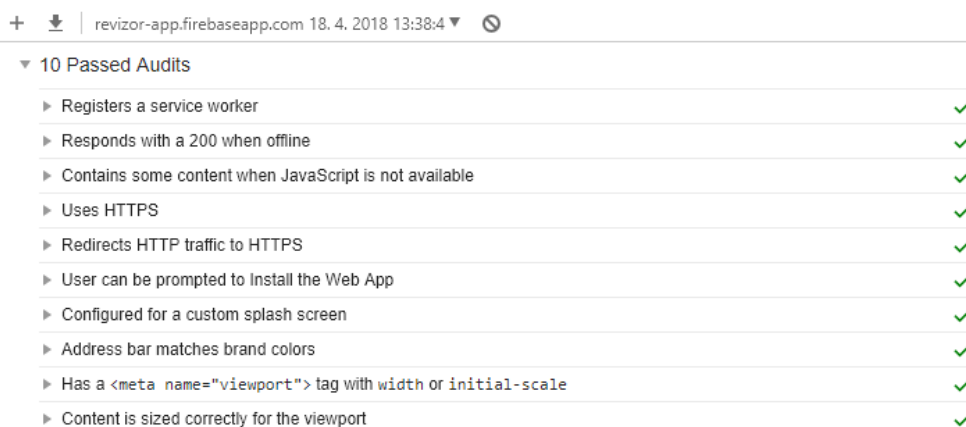 revizor-app.firebaseapp.com 18. 4. 2018 13:38:4
10 Passed Audits
Registers a service worker
Responds with a 200 when offline
Contains some content when JavaScript is not available
Uses HTTPS
Redirects HTTP traffic to HTTPS
User can be prompted to Install the Web App
Configured for a custom splash screen
Address bar matches brand colors
Has a <meta name="viewport"> tag with width or initial-scale
Content is sized correctly for the viewport